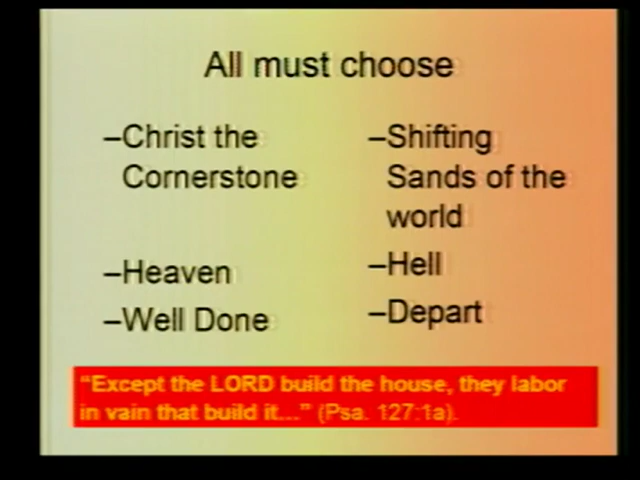 All must choose
–Christ the
Cornerstone
–Heaven
–Well Done
–Shifting
Sands of the
world
–Hell
–Depart
“Except the LORD build the house, they labor
in vain that build it...” (Psa. 127:1a).